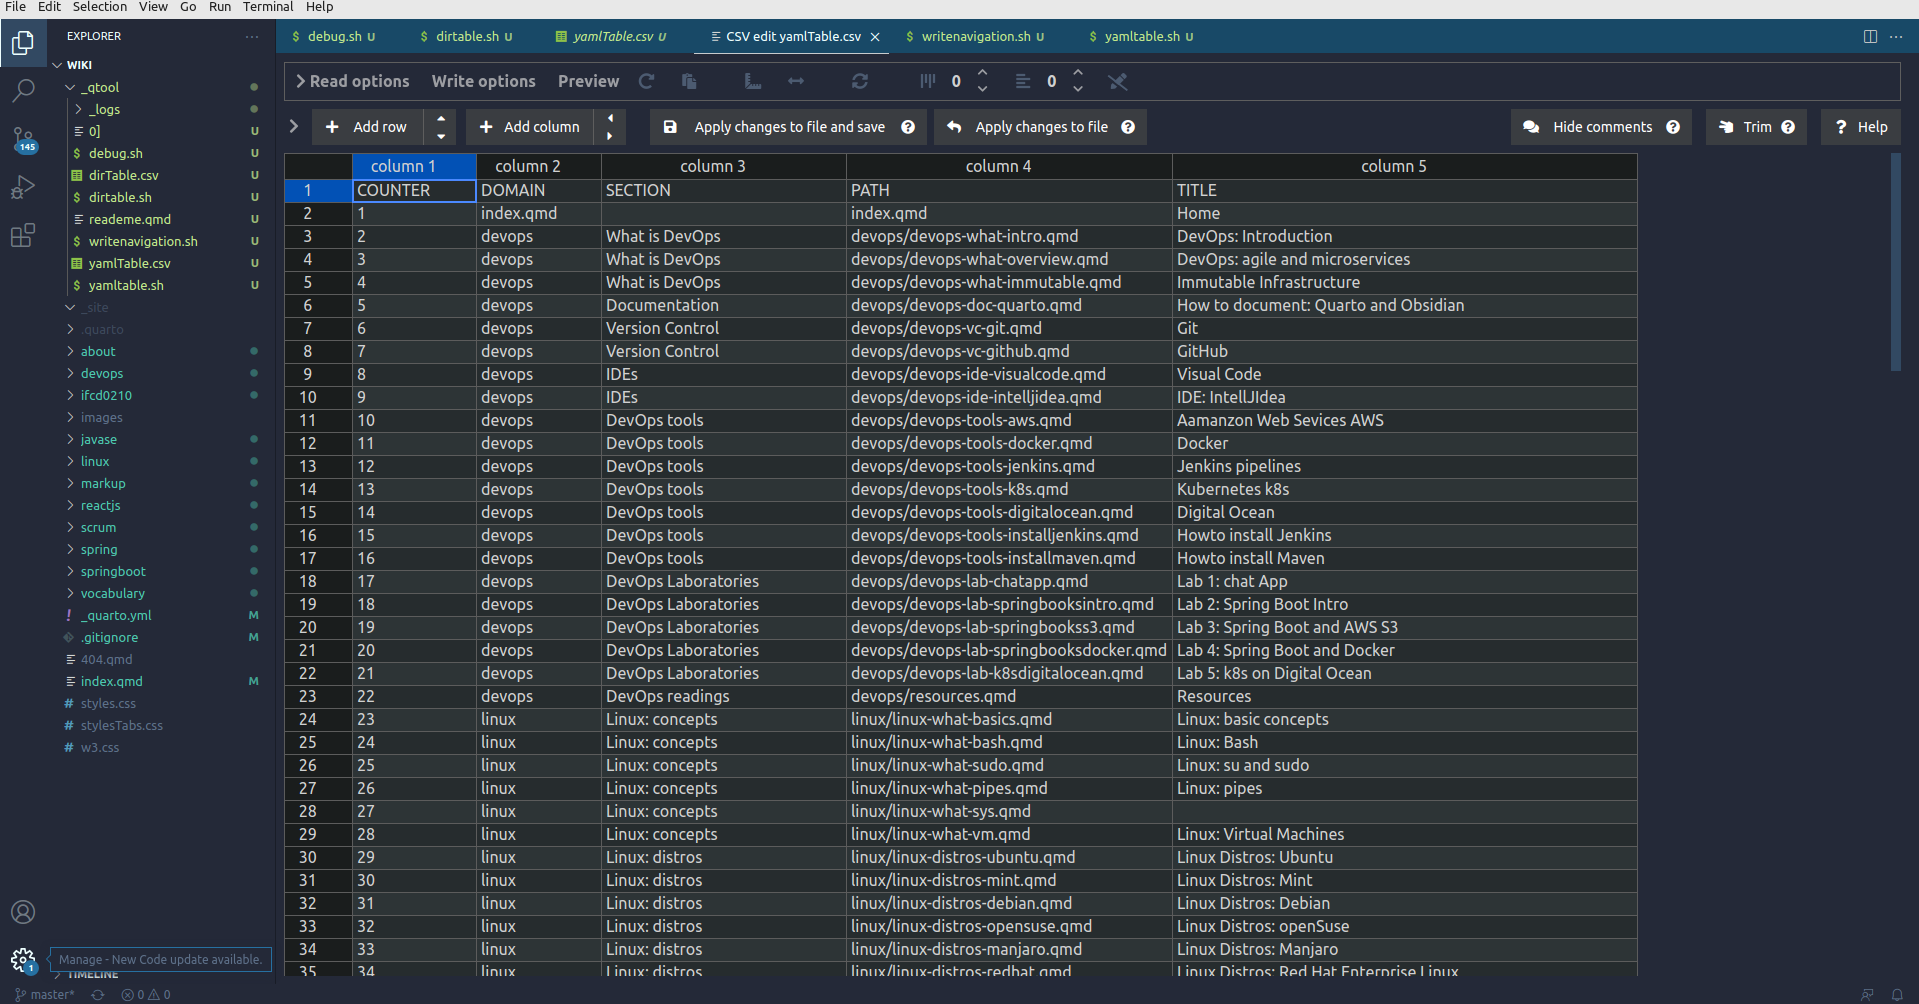 File Edit Selection View Go Run Terminal Help
EXPLORER ···
$ debug.sh U $ dirtable.sh U yamlTable.csv U CSV edit yamlTable.csv × $ writenavigation.sh U $ yamltable.sh U
WIKI
_qtool
_logs
0] U
$ debug.sh U
dirTable.csv U
$ dirtable.sh U
reademe.qmd U
$ writenavigation.sh U
yamlTable.csv U
$ yamltable.sh U
_site
.quarto
about
devops
ifcd0210
images
javase
linux
markup
reactjs
scrum
spring
springboot
vocabulary
! _quarto.yml M
.gitignore M
404.qmd
index.qmd M
# styles.css
# stylesTabs.css
# w3.css
145
Manage - New Code update available.
1
TIMELINE
Read options Write options Preview 0 0
+ Add row + Add column Apply changes to file and save ? Apply changes to file ? Hide comments ? Trim ? ? Help
column 1 column 2 column 3 column 4 column 5
1 COUNTER DOMAIN SECTION PATH TITLE
2 1 index.qmd index.qmd Home
3 2 devops What is DevOps devops/devops-what-intro.qmd DevOps: Introduction
4 3 devops What is DevOps devops/devops-what-overview.qmd DevOps: agile and microservices
5 4 devops What is DevOps devops/devops-what-immutable.qmd Immutable Infrastructure
6 5 devops Documentation devops/devops-doc-quarto.qmd How to document: Quarto and Obsidian
7 6 devops Version Control devops/devops-vc-git.qmd Git
8 7 devops Version Control devops/devops-vc-github.qmd GitHub
9 8 devops IDEs devops/devops-ide-visualcode.qmd Visual Code
10 9 devops IDEs devops/devops-ide-intelljidea.qmd IDE: IntellJIdea
11 10 devops DevOps tools devops/devops-tools-aws.qmd Aamanzon Web Sevices AWS
12 11 devops DevOps tools devops/devops-tools-docker.qmd Docker
13 12 devops DevOps tools devops/devops-tools-jenkins.qmd Jenkins pipelines
14 13 devops DevOps tools devops/devops-tools-k8s.qmd Kubernetes k8s
15 14 devops DevOps tools devops/devops-tools-digitalocean.qmd Digital Ocean
16 15 devops DevOps tools devops/devops-tools-installjenkins.qmd Howto install Jenkins
17 16 devops DevOps tools devops/devops-tools-installmaven.qmd Howto install Maven
18 17 devops DevOps Laboratories devops/devops-lab-chatapp.qmd Lab 1: chat App
19 18 devops DevOps Laboratories devops/devops-lab-springbooksintro.qmd Lab 2: Spring Boot Intro
20 19 devops DevOps Laboratories devops/devops-lab-springbookss3.qmd Lab 3: Spring Boot and AWS S3
21 20 devops DevOps Laboratories devops/devops-lab-springbooksdocker.qmd Lab 4: Spring Boot and Docker
22 21 devops DevOps Laboratories devops/devops-lab-k8sdigitalocean.qmd Lab 5: k8s on Digital Ocean
23 22 devops DevOps readings devops/resources.qmd Resources
24 23 linux Linux: concepts linux/linux-what-basics.qmd Linux: basic concepts
25 24 linux Linux: concepts linux/linux-what-bash.qmd Linux: Bash
26 25 linux Linux: concepts linux/linux-what-sudo.qmd Linux: su and sudo
27 26 linux Linux: concepts linux/linux-what-pipes.qmd Linux: pipes
28 27 linux Linux: concepts linux/linux-what-sys.qmd
29 28 linux Linux: concepts linux/linux-what-vm.qmd Linux: Virtual Machines
30 29 linux Linux: distros linux/linux-distros-ubuntu.qmd Linux Distros: Ubuntu
31 30 linux Linux: distros linux/linux-distros-mint.qmd Linux Distros: Mint
32 31 linux Linux: distros linux/linux-distros-debian.qmd Linux Distros: Debian
33 32 linux Linux: distros linux/linux-distros-opensuse.qmd Linux Distros: openSuse
34 33 linux Linux: distros linux/linux-distros-manjaro.qmd Linux Distros: Manjaro
35 34 linux Linux: distros linux/linux-distros-redhat.qmd Linux Distros: Red Hat Enterprise Linux
master* 0 0